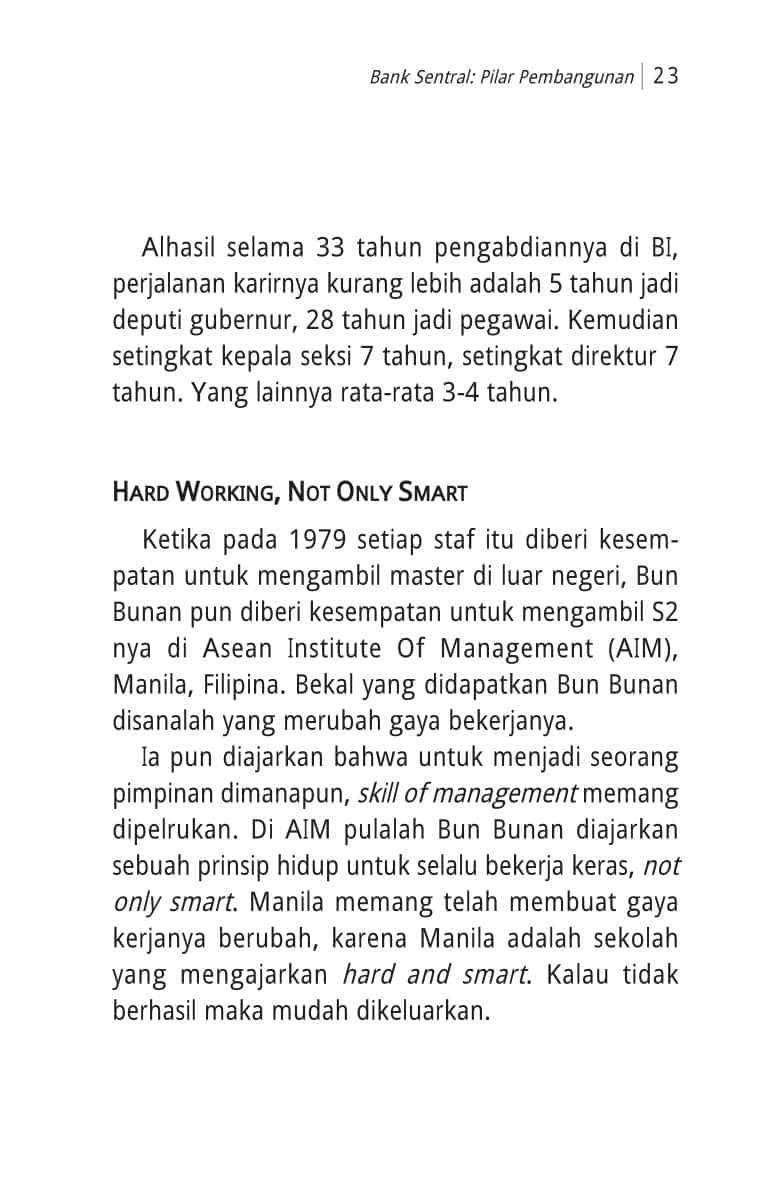 Bank Sentral: Pilar Pembangunan 23
Alhasil selama 33 tahun pengabdiannya di BI,
perjalanan karirnya kurang lebih adalah 5 tahun jadi
deputi gubernur, 28 tahun jadi pegawai. Kemudian
setingkat kepala seksi 7 tahun, setingkat direktur 7
tahun. Yang lainnya rata-rata 3-4 tahun.
HARD WORKING, NOT ONLY SMART
Ketika pada 1979 setiap staf itu diberi kesem-
patan untuk mengambil master di luar negeri, Bun
Bunan pun diberi kesempatan untuk mengambil S2
nya di Asean Institute Of Management (AIM),
Manila, Filipina. Bekal yang didapatkan Bun Bunan
disanalah yang merubah gaya bekerjanya.
Ia pun diajarkan bahwa untuk menjadi seorang
pimpinan dimanapun, skill of management memang
dipelrukan. Di AIM pulalah Bun Bunan diajarkan
sebuah prinsip hidup untuk selalu bekerja keras, not
only smart. Manila memang telah membuat gaya
kerjanya berubah, karena Manila adalah sekolah
yang mengajarkan hard and smart. Kalau tidak
berhasil maka mudah dikeluarkan.